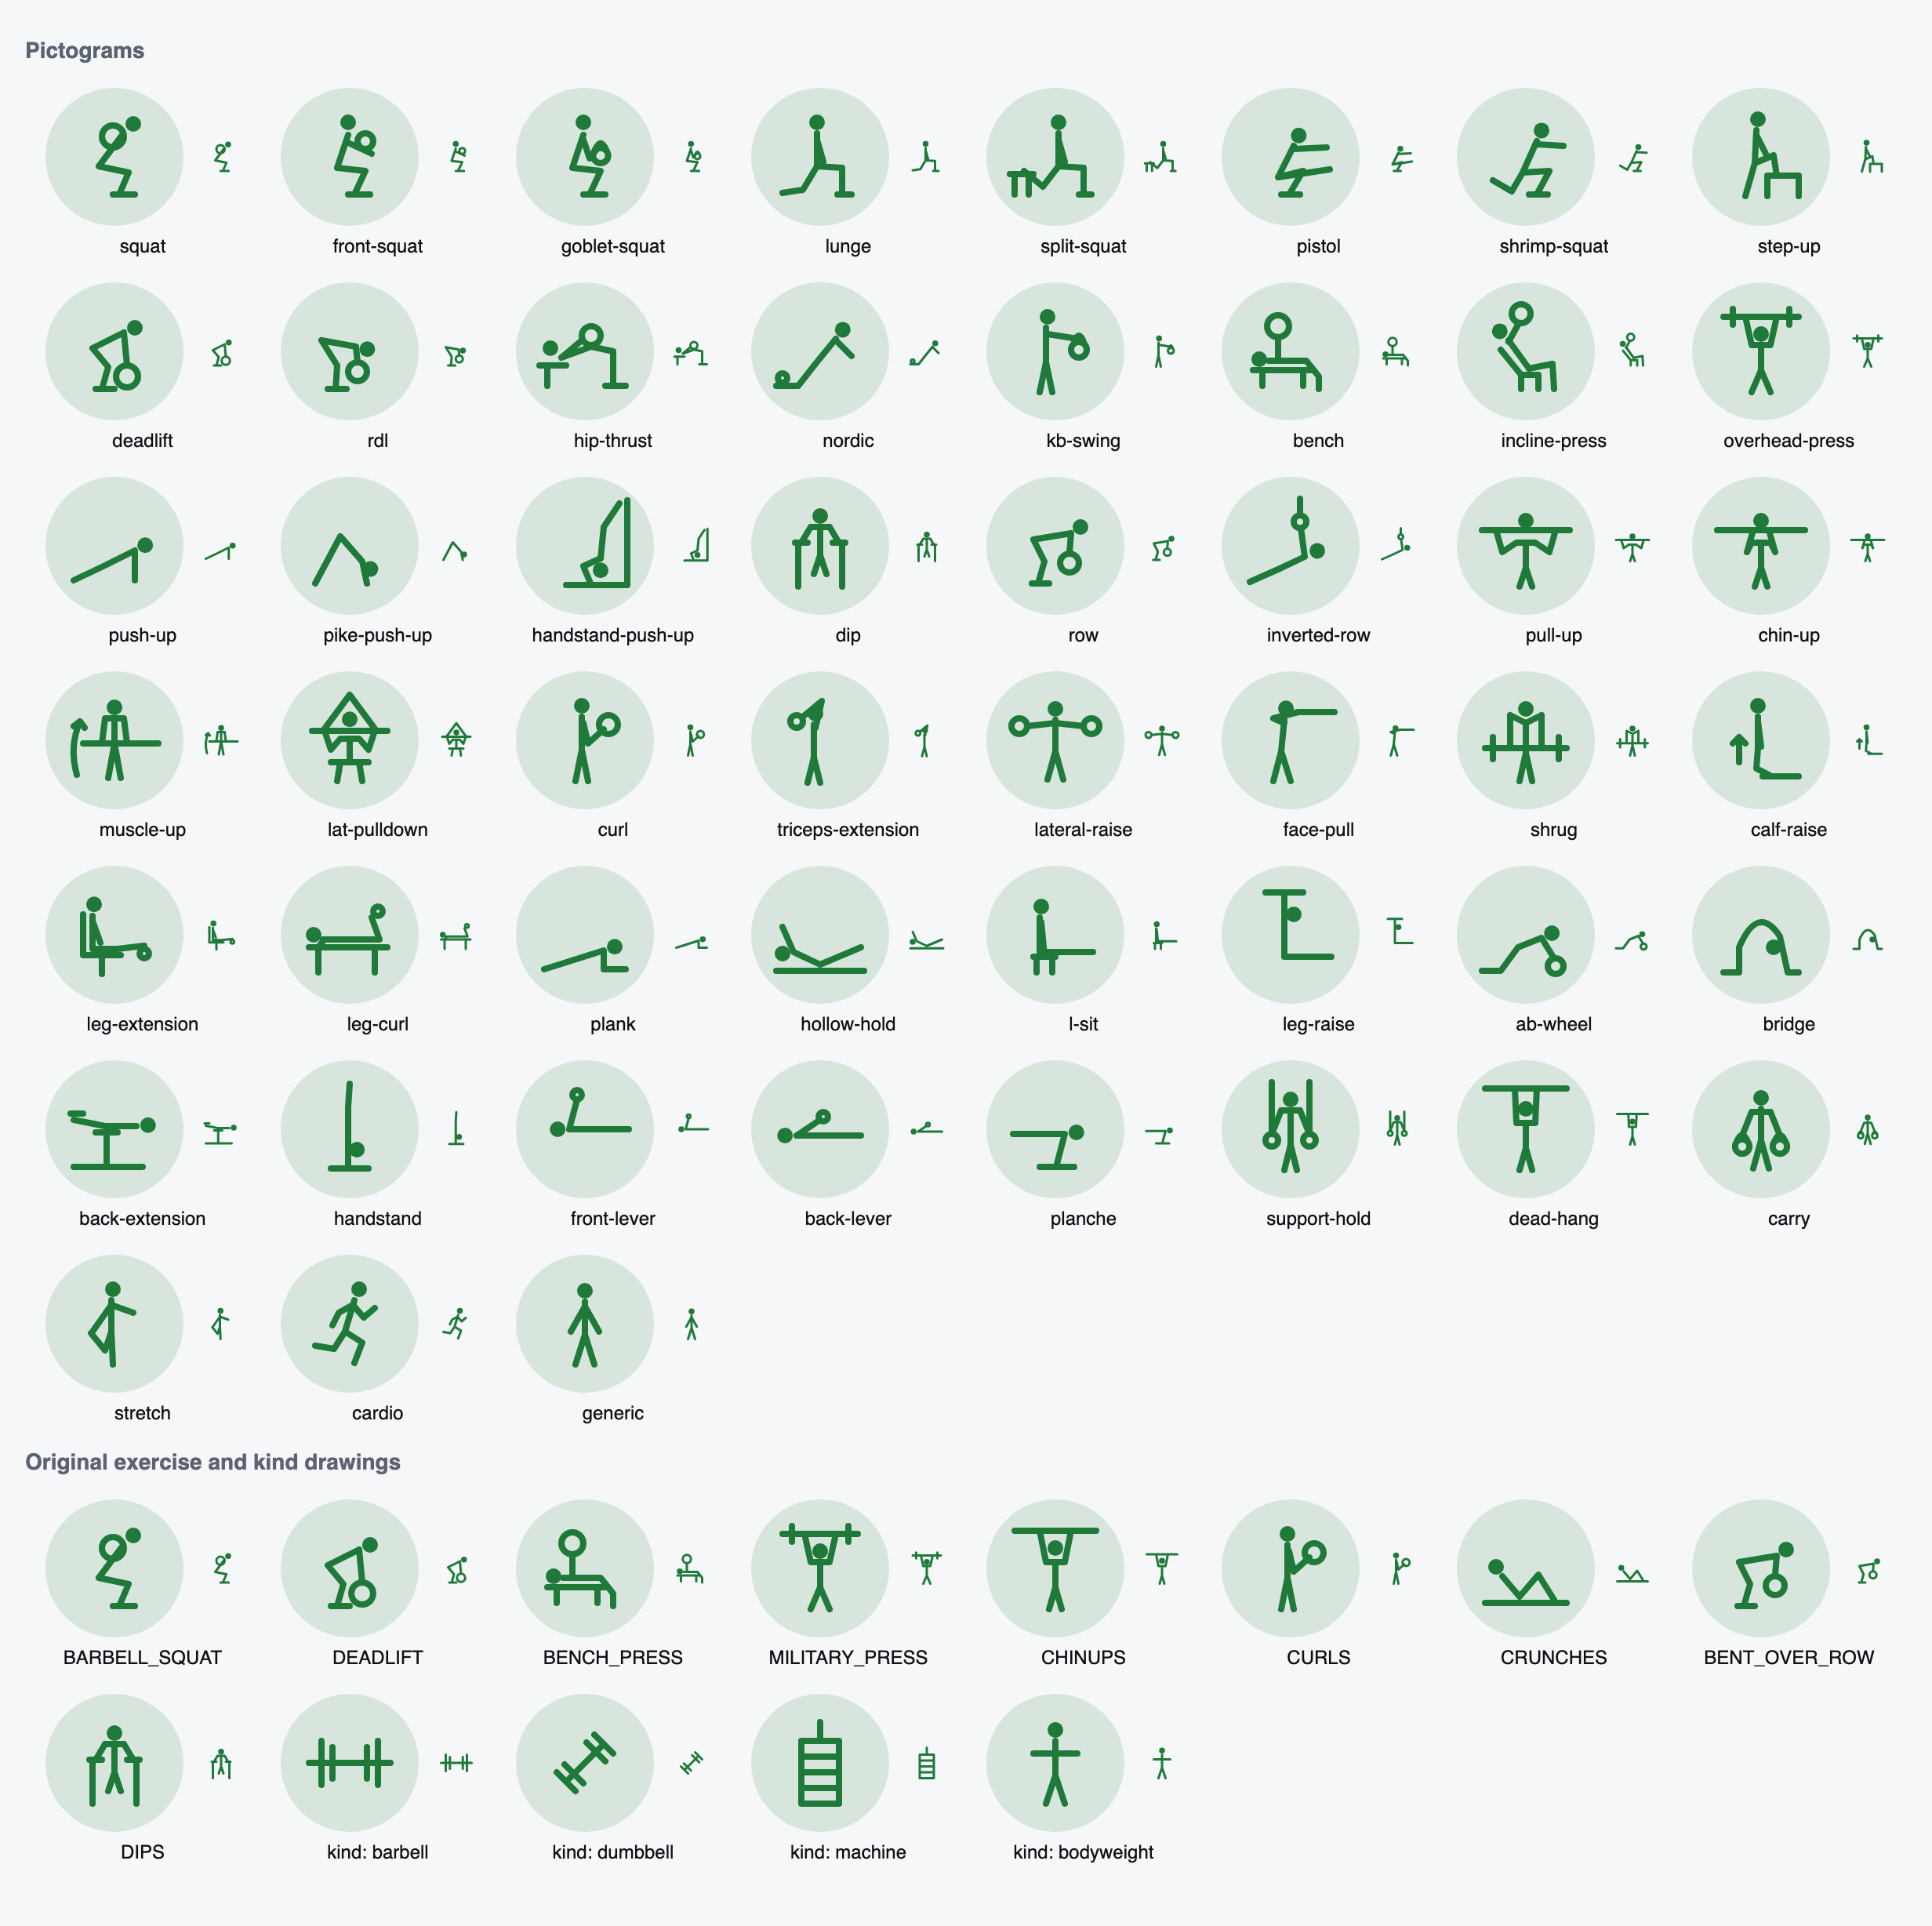 Pictograms
squat front-squat goblet-squat lunge split-squat pistol shrimp-squat step-up
deadlift rdl hip-thrust nordic kb-swing bench incline-press overhead-press
push-up pike-push-up handstand-push-up dip row inverted-row pull-up chin-up
muscle-up lat-pulldown curl triceps-extension lateral-raise face-pull shrug calf-raise
leg-extension leg-curl plank hollow-hold l-sit leg-raise ab-wheel bridge
back-extension handstand front-lever back-lever planche support-hold dead-hang carry
stretch cardio generic
Original exercise and kind drawings
BARBELL_SQUAT DEADLIFT BENCH_PRESS MILITARY_PRESS CHINUPS CURLS CRUNCHES BENT_OVER_ROW
DIPS kind: barbell kind: dumbbell kind: machine kind: bodyweight